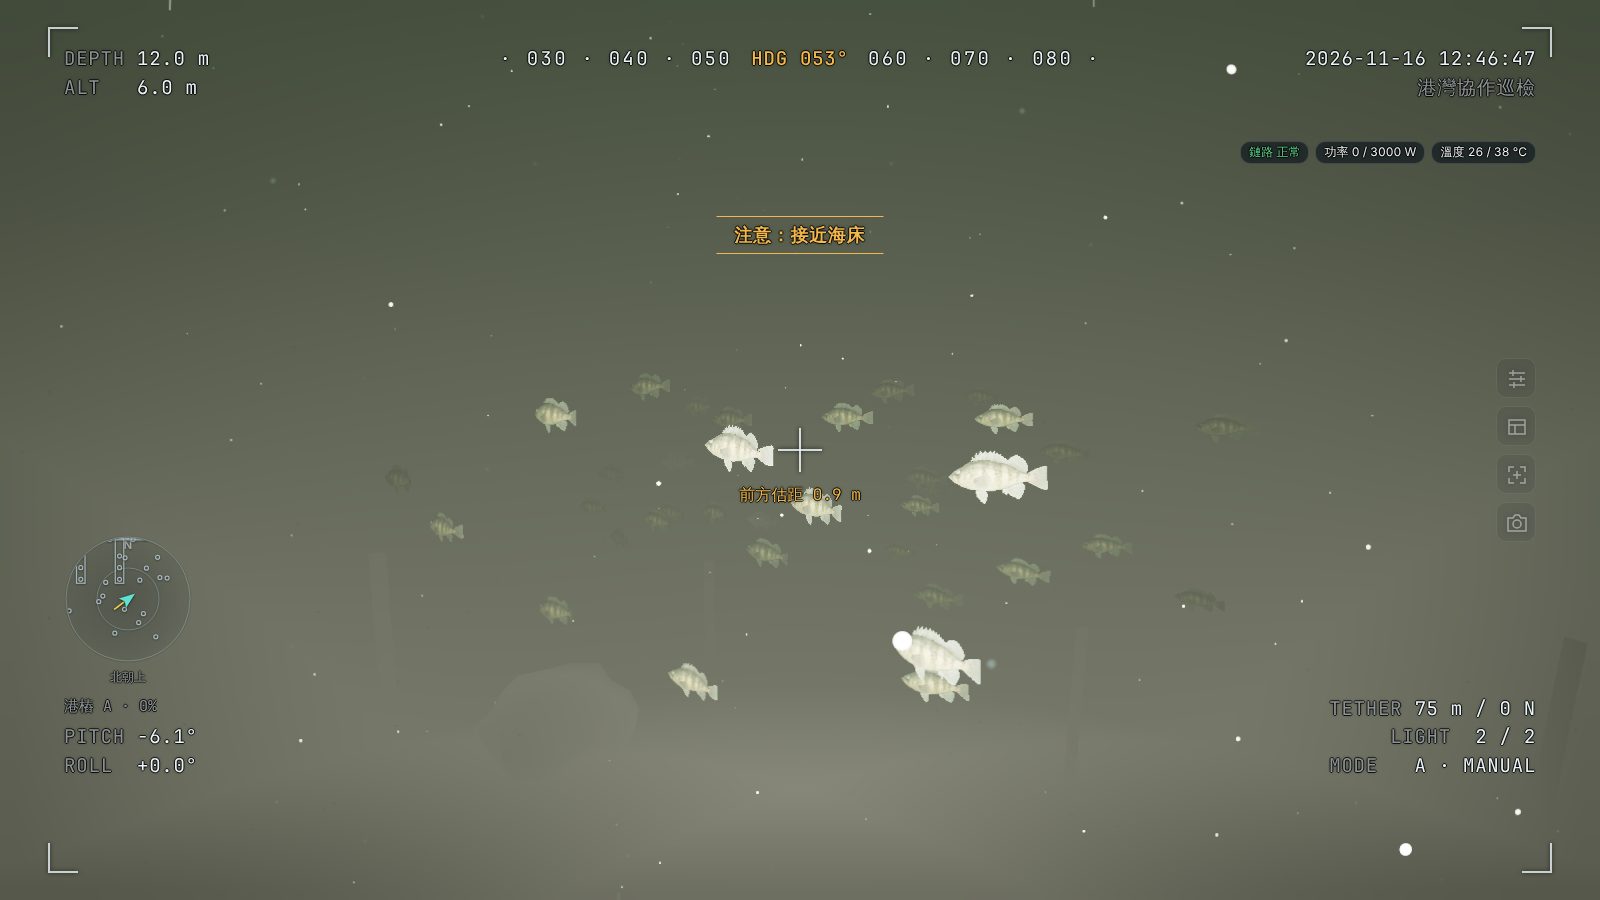 DEPTH 12.0 m
ALT 6.0 m
· 030 · 040 · 050 HDG 053° 060 · 070 · 080 ·
2026-11-16 12:46:47
港灣協作巡檢
鏈路 正常
功率 0 / 3000 W
溫度 26 / 38 °C
注意：接近海床
前方估距 0.9 m
N
北朝上
港樁 A · 0%
PITCH -6.1°
ROLL +0.0°
TETHER 75 m / 0 N
LIGHT 2 / 2
MODE A · MANUAL